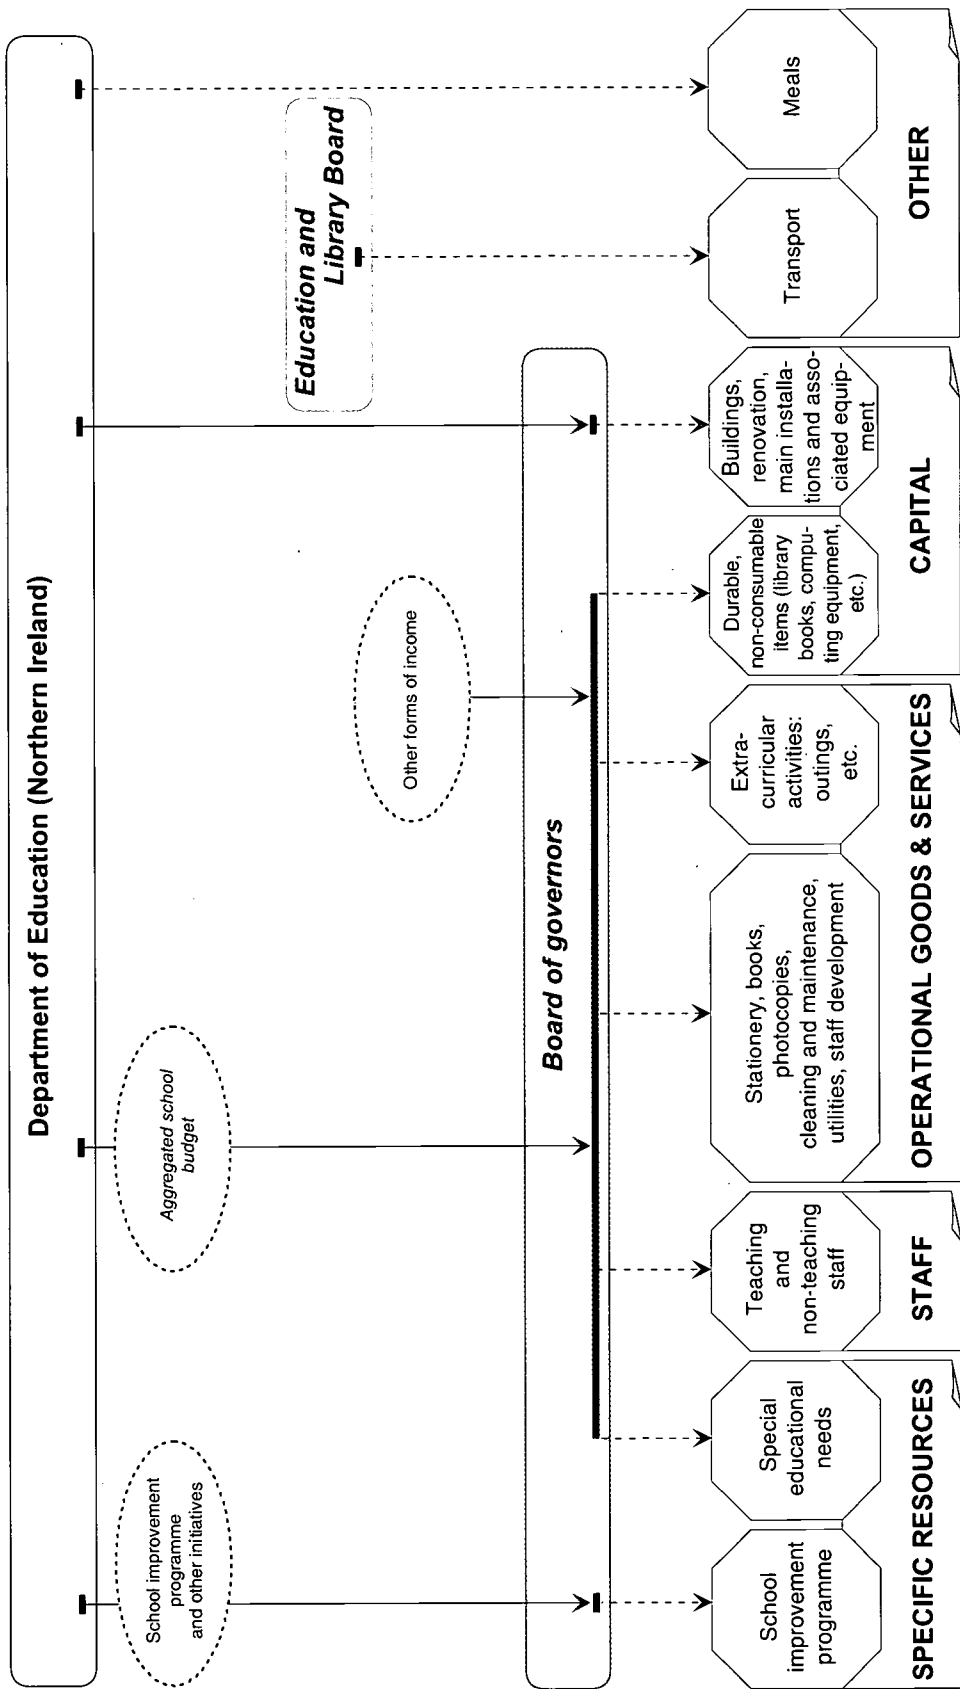 Department of Education (Northern Ireland)
School improvement
programme
and other initiatives
Aggregated school
budget
Other forms of income
Education and
Library Board
Board of governors
School
improvement
programme
Special
educational
needs
Teaching
and
non-teaching
staff
Stationery, books,
photocopies,
cleaning and maintenance,
utilities, staff development
Extra-
curricular
activities:
outings,
etc.
Durable,
non-consumable
items (library
books, compu-
ting equipment,
etc.)
Buildings,
renovation,
main installa-
tions and asso-
ciated equip-
ment
Transport
Meals
SPECIFIC RESOURCES
STAFF
OPERATIONAL GOODS & SERVICES
CAPITAL
OTHER